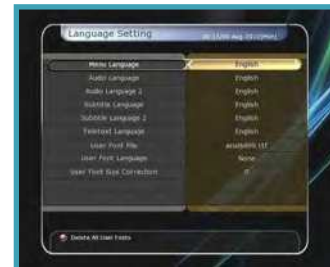 Language Setting
Menu Language English
Audio Language English
Audio Language 2 English
Subtitle Language English
Subtitle Language 2 English
Teletext Language English
User Font File
User Font Language None
User Font Size Correction 0
Delete All User Fonts